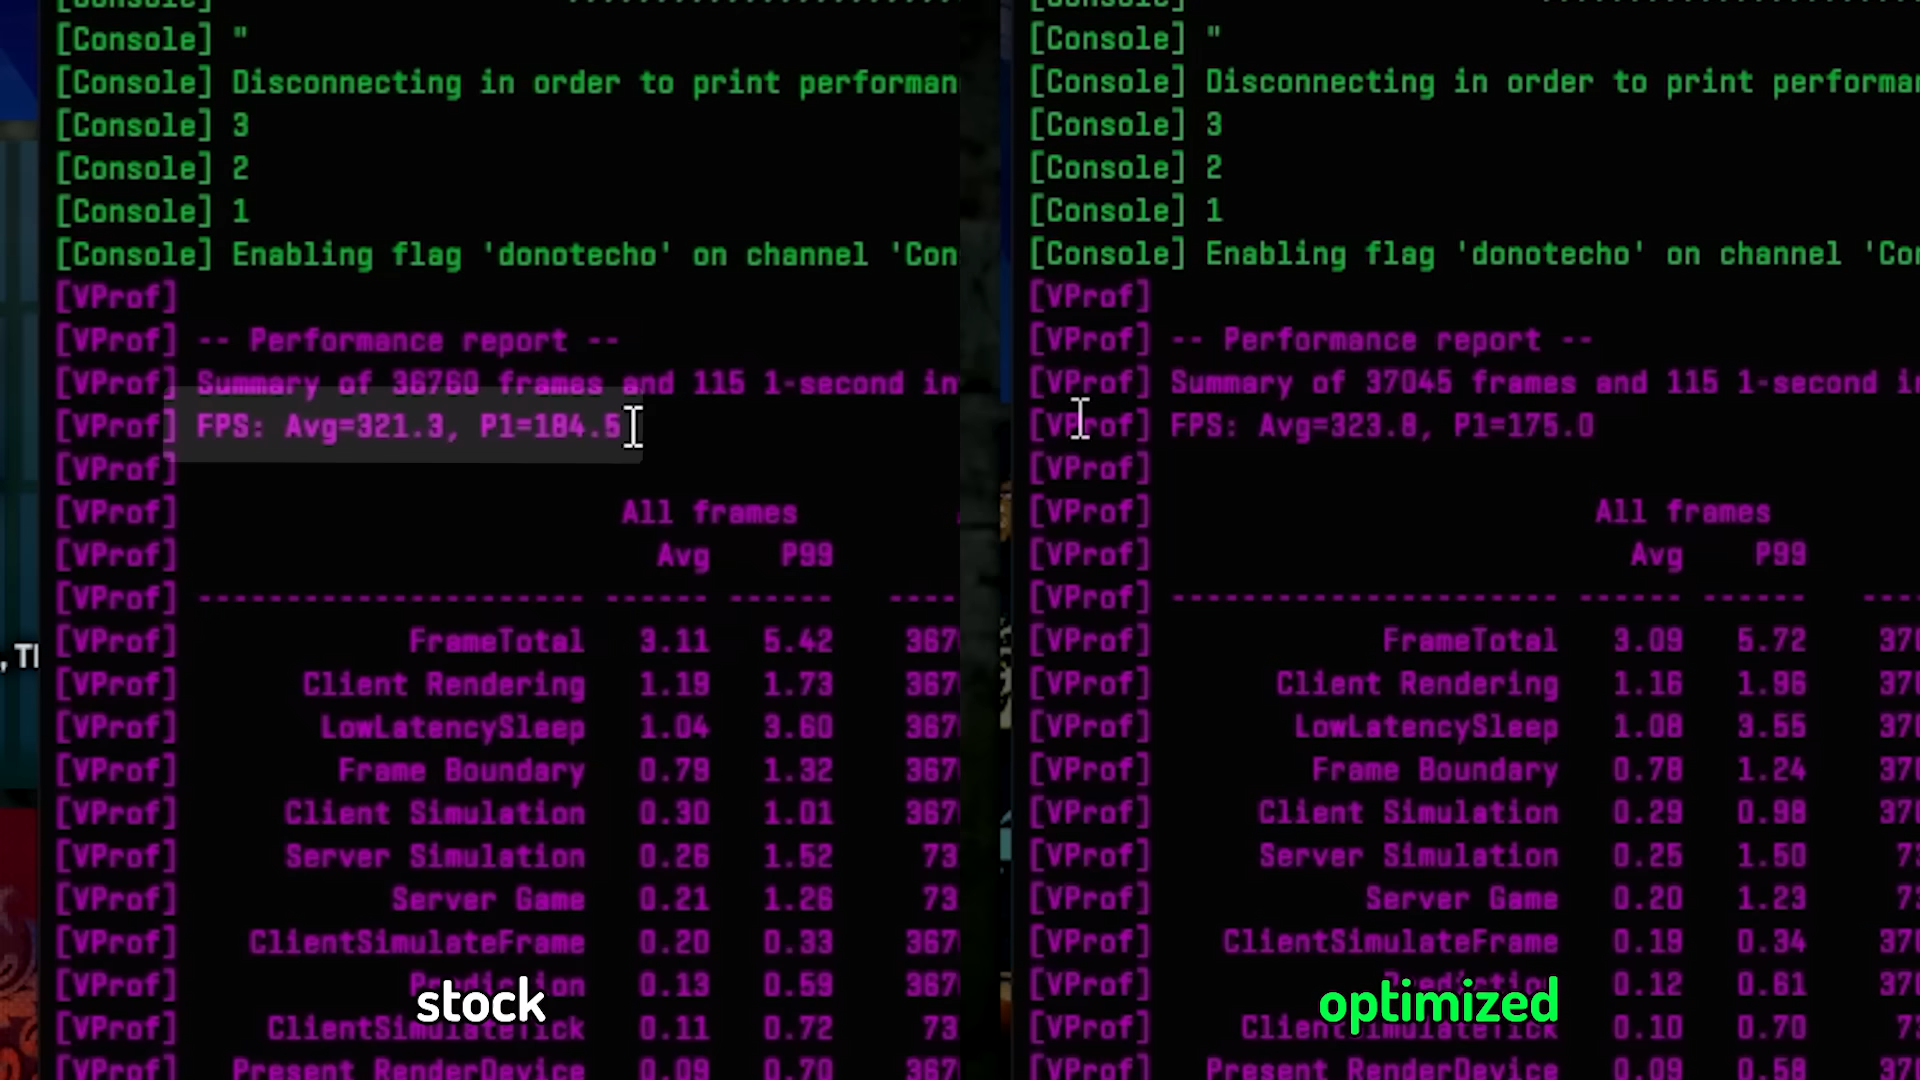 [Console] "
[Console] Disconnecting in order to print performan
[Console] 3
[Console] 2
[Console] 1
[Console] Enabling flag 'donotecho' on channel 'Con
[VProf]
[VProf] -- Performance report --
[VProf] Summary of 36760 frames and 115 1-second in
[VProf] FPS: Avg=321.3, P1=184.5
[VProf]
[VProf] All frames
[VProf] Avg P99
[VProf] ---------------------- ------ ------ ----
[VProf] FrameTotal 3.11 5.42 367
[VProf] Client Rendering 1.19 1.73 367
[VProf] LowLatencySleep 1.04 3.60 367
[VProf] Frame Boundary 0.79 1.32 367
[VProf] Client Simulation 0.30 1.01 367
[VProf] Server Simulation 0.26 1.52 73
[VProf] Server Game 0.21 1.26 73
[VProf] ClientSimulateFrame 0.20 0.33 367
[VProf] Prediction 0.13 0.59 367
[VProf] ClientSimulateTick 0.11 0.72 73
[VProf] Present RenderDevice 0.09 0.70 367
stock
, TH
[Console] "
[Console] Disconnecting in order to print performa
[Console] 3
[Console] 2
[Console] 1
[Console] Enabling flag 'donotecho' on channel 'Co
[VProf]
[VProf] -- Performance report --
[VProf] Summary of 37045 frames and 115 1-second i
[VProf] FPS: Avg=323.8, P1=175.0
[VProf]
[VProf] All frames
[VProf] Avg P99
[VProf] ---------------------- ------ ------ ---
[VProf] FrameTotal 3.09 5.72 370
[VProf] Client Rendering 1.16 1.96 370
[VProf] LowLatencySleep 1.08 3.55 370
[VProf] Frame Boundary 0.78 1.24 370
[VProf] Client Simulation 0.29 0.98 370
[VProf] Server Simulation 0.25 1.50 73
[VProf] Server Game 0.20 1.23 73
[VProf] ClientSimulateFrame 0.19 0.34 370
[VProf] Prediction 0.12 0.61 370
[VProf] ClientSimulateTick 0.10 0.70 73
[VProf] Present RenderDevice 0.09 0.58 370
optimized